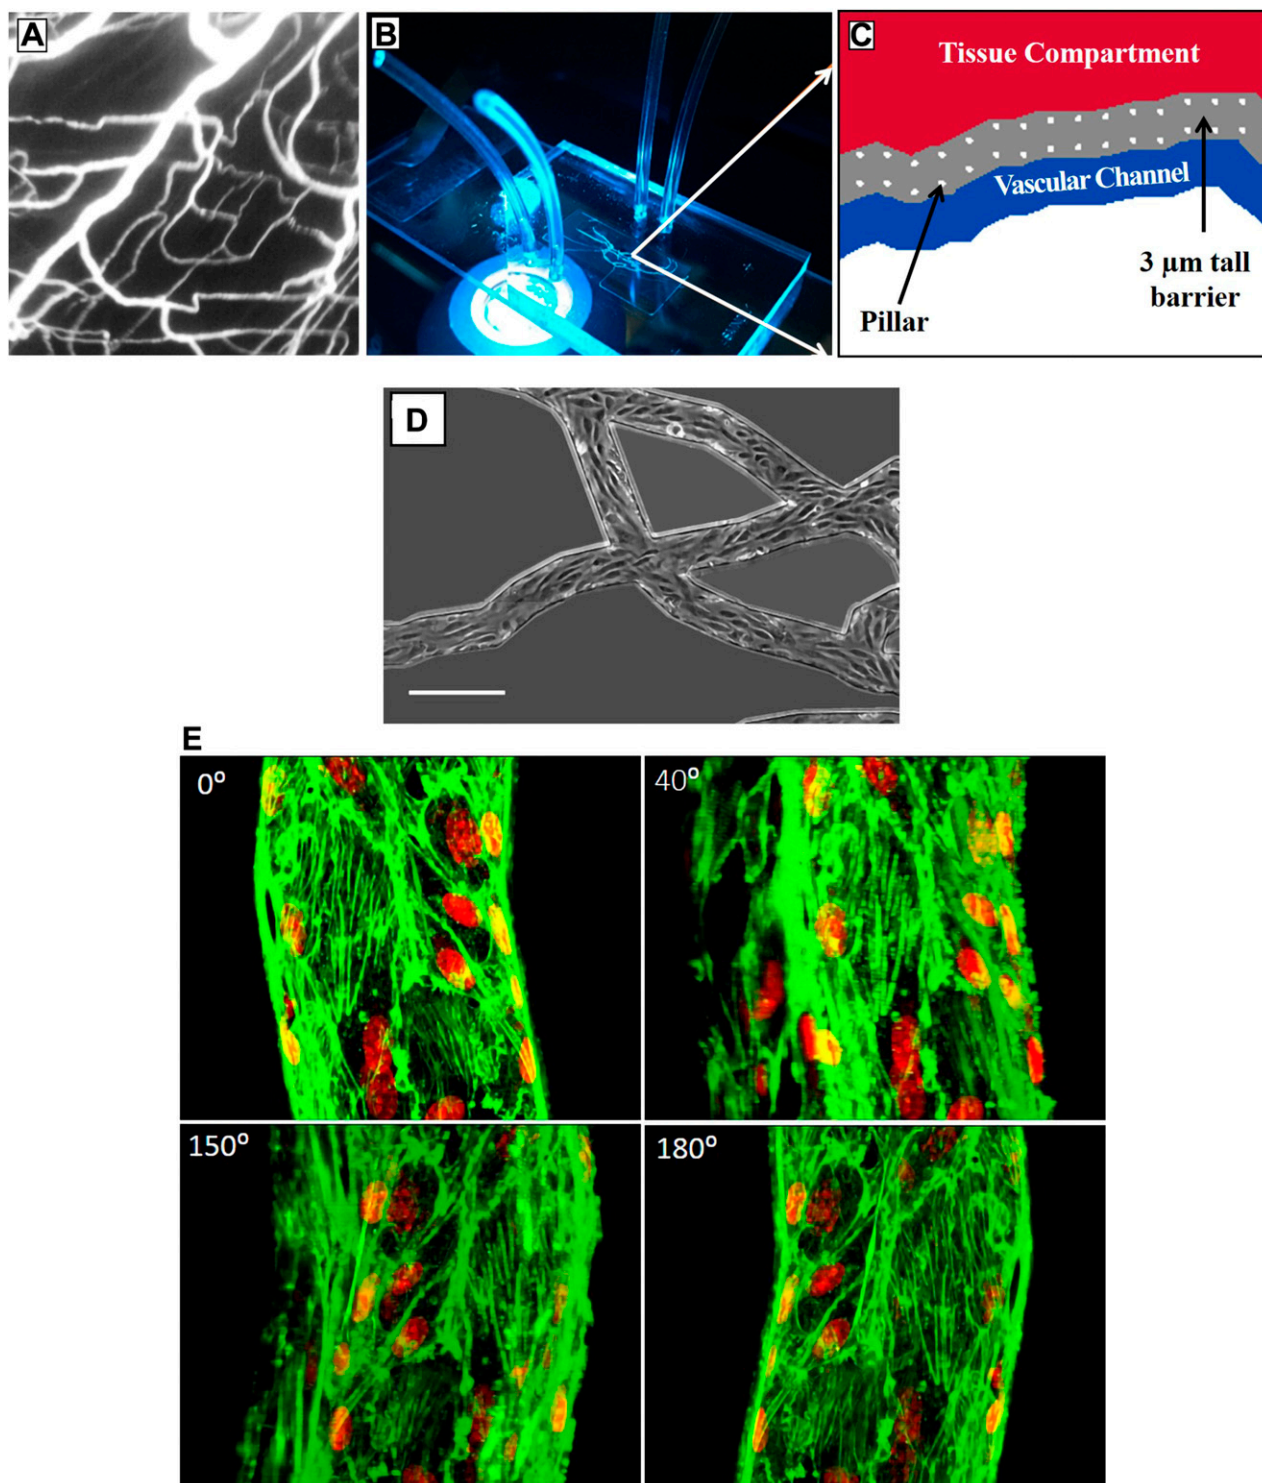 A
B
C
Tissue Compartment
Vascular Channel
3 μm tall
barrier
Pillar
D
E
0º
40º
150º
180º